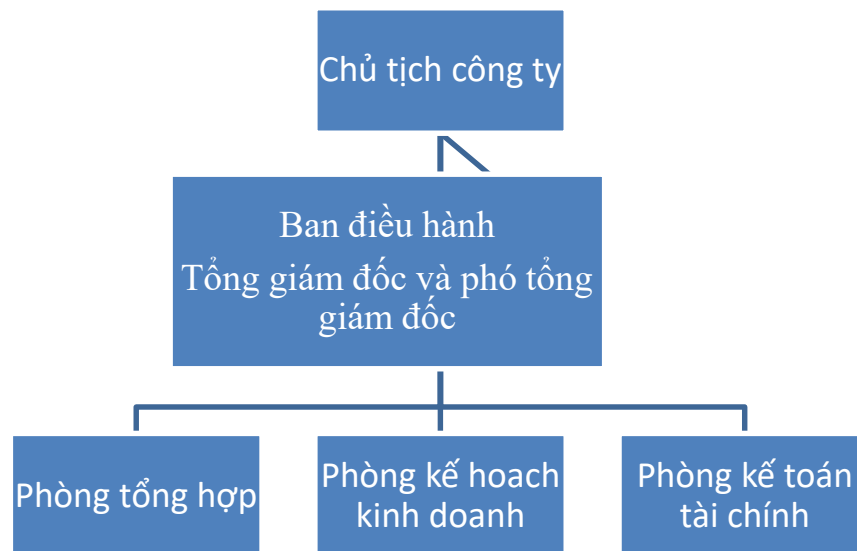 Chủ tịch công ty
Ban điều hành
Tổng giám đốc và phó tổng
giám đốc
Phòng tổng hợp
Phòng kế hoach
kinh doanh
Phòng kế toán
tài chính